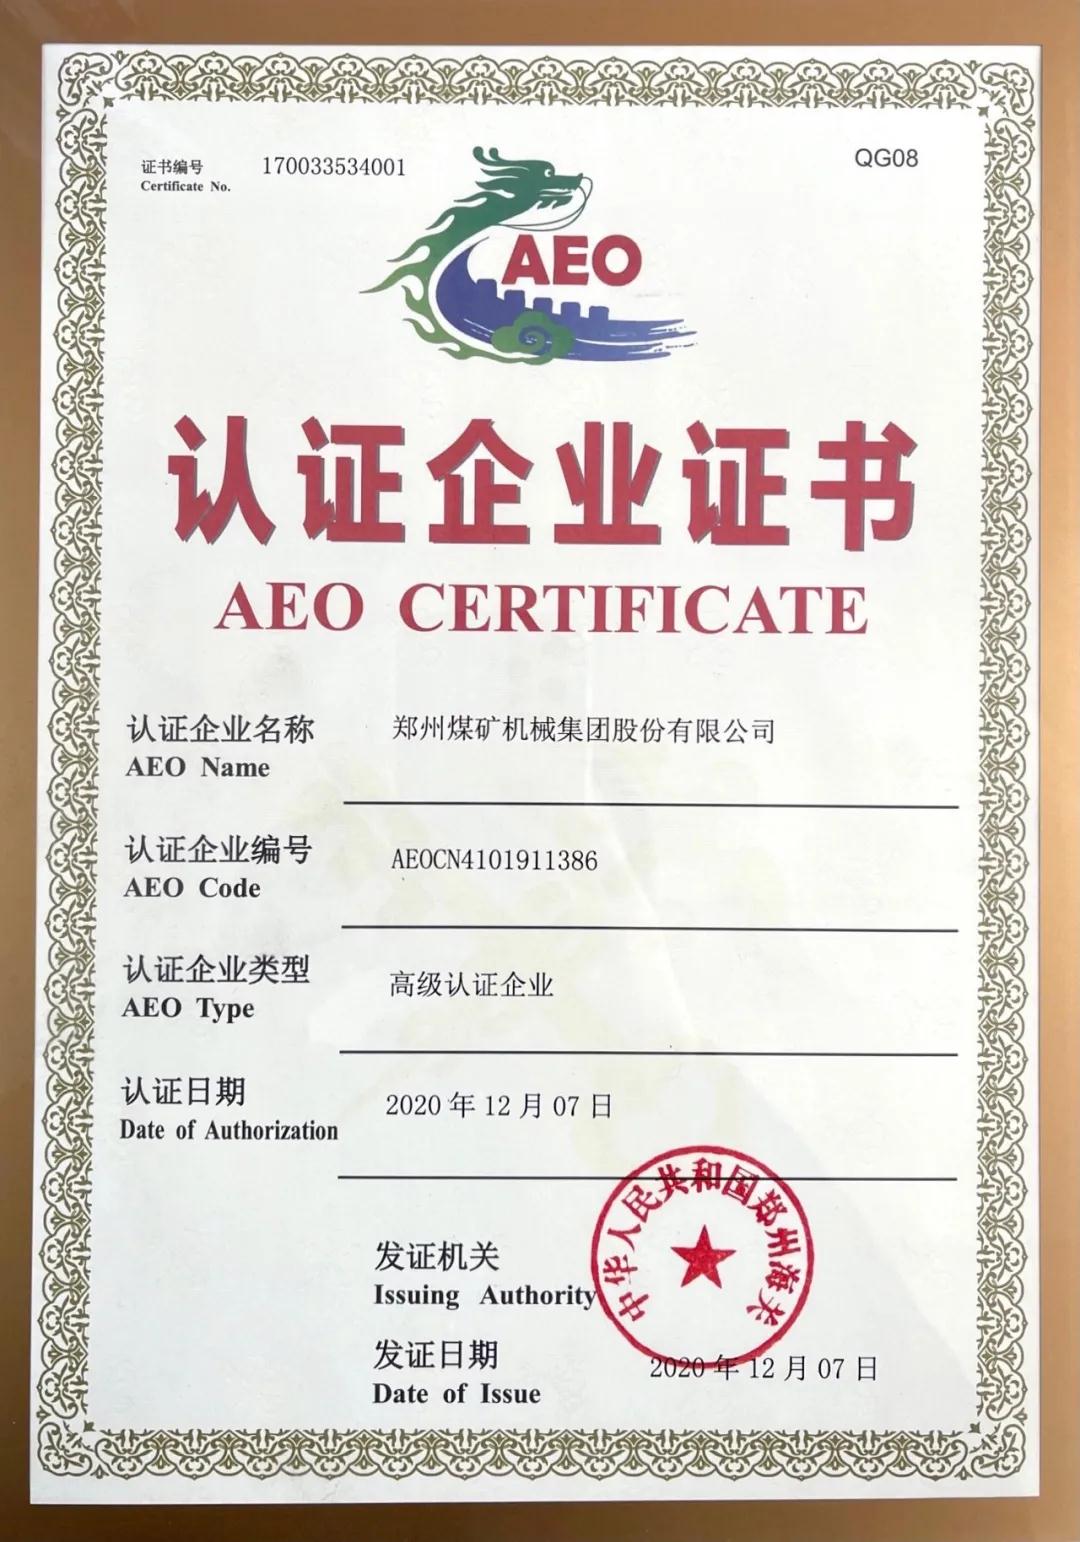 证书编号 170033534001
Certificate No.
QG08
AEO
认证企业证书
AEO CERTIFICATE
认证企业名称 郑州煤矿机械集团股份有限公司
AEO Name
认证企业编号 AEOCN4101911386
AEO Code
认证企业类型 高级认证企业
AEO Type
认证日期 2020 年 12 月 07 日
Date of Authorization
中华人民共和国郑州海关
发证机关
Issuing Authority
发证日期 2020 年 12 月 07 日
Date of Issue